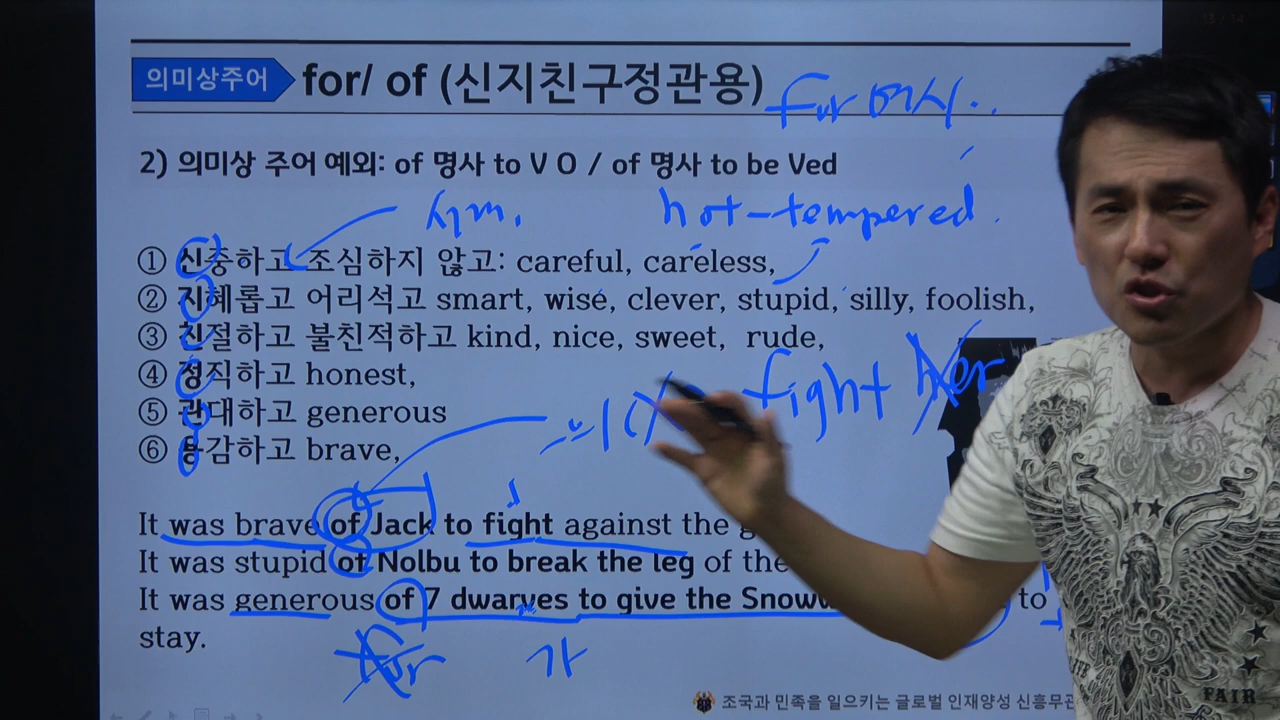 의미상주어 for/ of (신지친구정관용)
for 명사..
2) 의미상 주어 예외: of 명사 to V O / of 명사 to be Ved
hot-tempered.
① 신중하고 조심하지 않고: careful, careless,
② 지혜롭고 어리석고 smart, wise, clever, stupid, silly, foolish,
③ 친절하고 불친적하고 kind, nice, sweet, rude,
④ 정직하고 honest,
fight for
⑤ 관대하고 generous
⑥ 용감하고 brave,
It was brave of Jack to fight against the
It was stupid of Nolbu to break the leg of the
It was generous of 7 dwarves to give the to
stay.
for 가
조국과 민족을 일으키는 글로벌 인재양성 신흥무관
FAIR